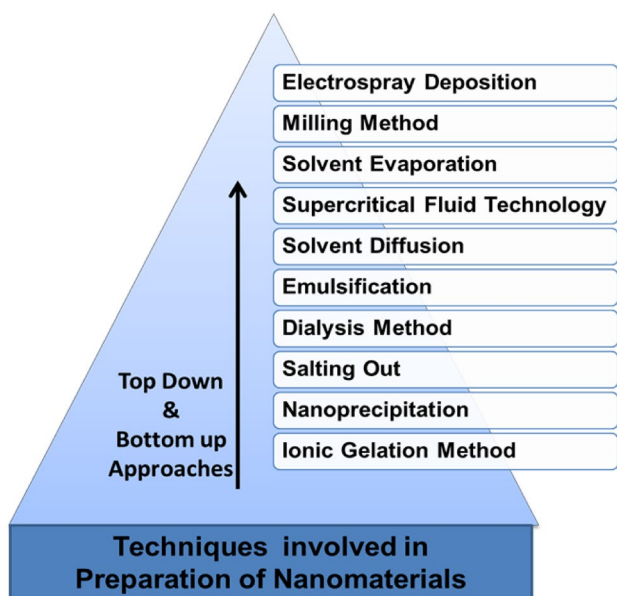 Electrospray Deposition
Milling Method
Solvent Evaporation
Supercritical Fluid Technology
Solvent Diffusion
Emulsification
Dialysis Method
Salting Out
Nanoprecipitation
Ionic Gelation Method
Top Down
&
Bottom up
Approaches
Techniques involved in
Preparation of Nanomaterials